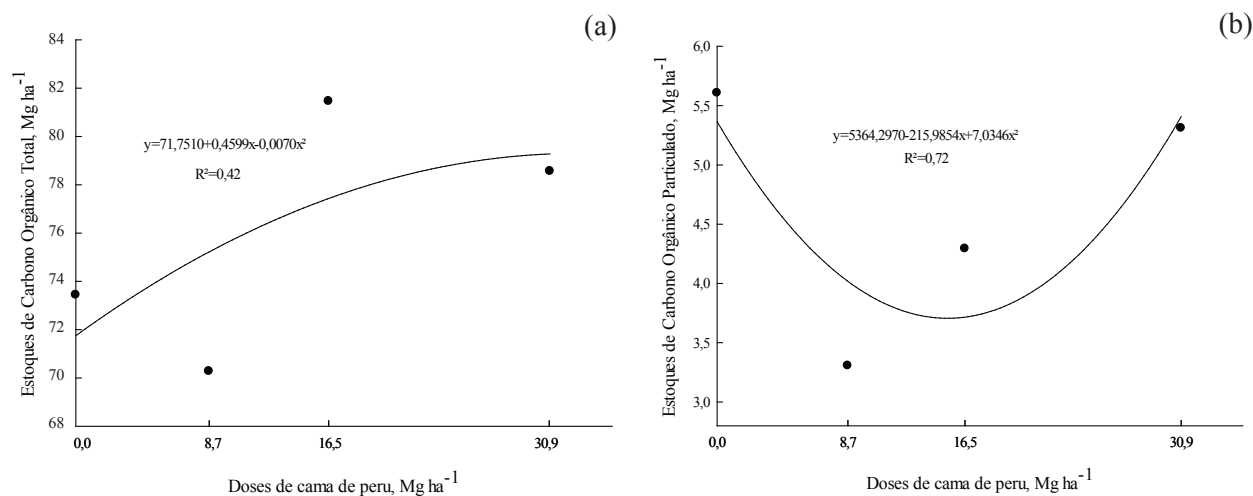 (a)
Estoques de Carbono Orgânico Total, Mg ha⁻¹
84
82
80
78
76
74
72
70
68
y=71,7510+0,4599x-0,0070x²
R²=0,42
0,0 8,7 16,5 30,9
Doses de cama de peru, Mg ha⁻¹
(b)
Estoques de Carbono Orgânico Particulado, Mg ha⁻¹
6,0
5,5
5,0
4,5
4,0
3,5
3,0
y=5364,2970-215,9854x+7,0346x²
R²=0,72
0,0 8,7 16,5 30,9
Doses de cama de peru, Mg ha⁻¹